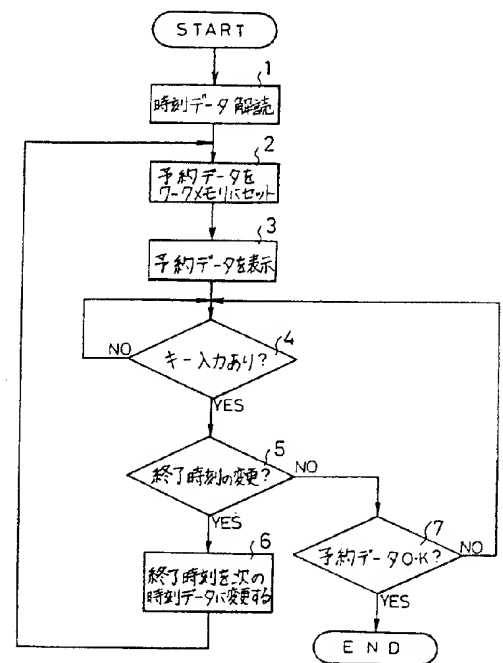 START
1
時刻データ解読
2
予約データを
ワークメモリにセット
3
予約データを表示
4
キー入力あり?
NO
YES
5
終了時刻の変更?
NO
YES
6
終了時刻を次の
時刻データに変更する
7
予約データO・K?
NO
YES
END